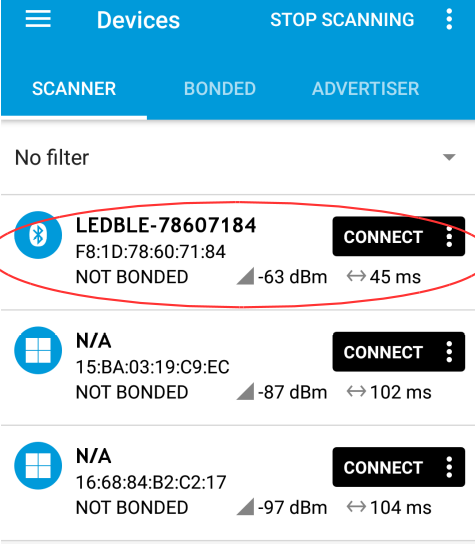 Devices STOP SCANNING
SCANNER BONDED ADVERTISER
No filter
LEDBLE-78607184
CONNECT
F8:1D:78:60:71:84
NOT BONDED -63 dBm 45 ms
N/A
CONNECT
15:BA:03:19:C9:EC
NOT BONDED -87 dBm 102 ms
N/A
CONNECT
16:68:84:B2:C2:17
NOT BONDED -97 dBm 104 ms